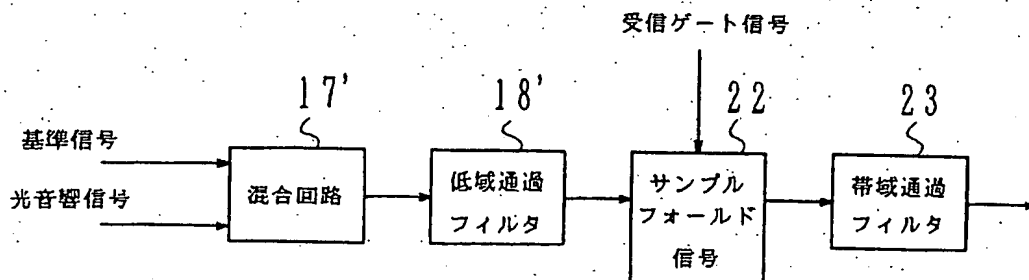 受信ゲート信号
17'
18'
22
23
基準信号
光音響信号
混合回路
低域通過
フィルタ
サンプル
フォールド
信号
帯域通過
フィルタ